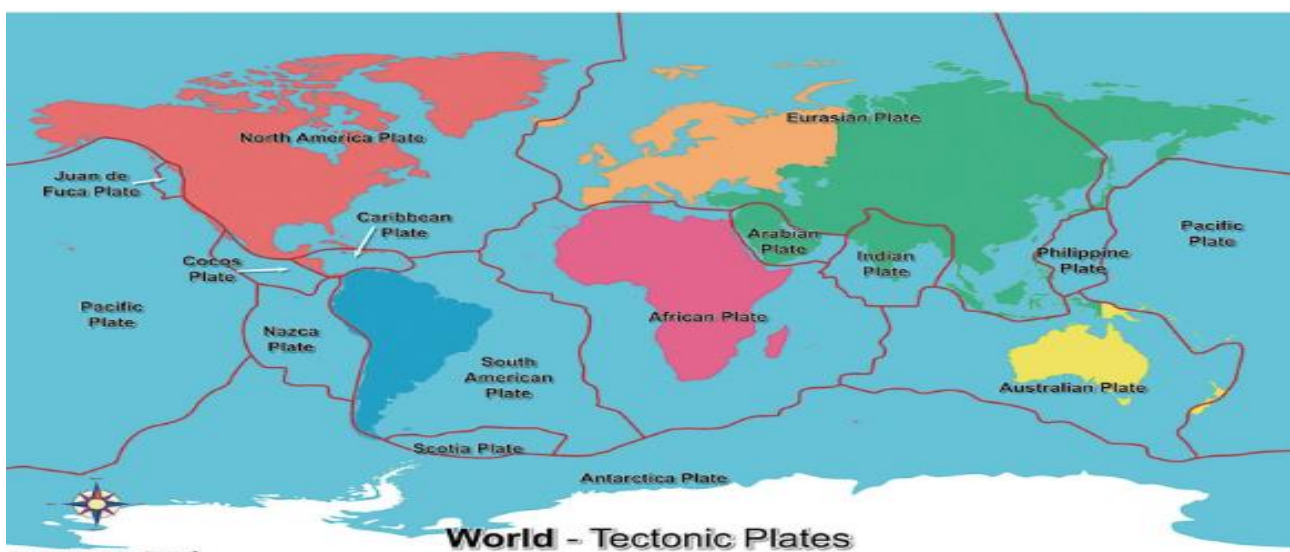 North America Plate
Eurasian Plate
Juan de
Fuca Plate
Caribbean
Plate
Cocos
Plate
Arabian
Plate
Indian
Plate
Philippine
Plate
Pacific
Plate
Pacific
Plate
Nazca
Plate
African Plate
South
American
Plate
Australian Plate
Scotia Plate
Antarctica Plate
World - Tectonic Plates